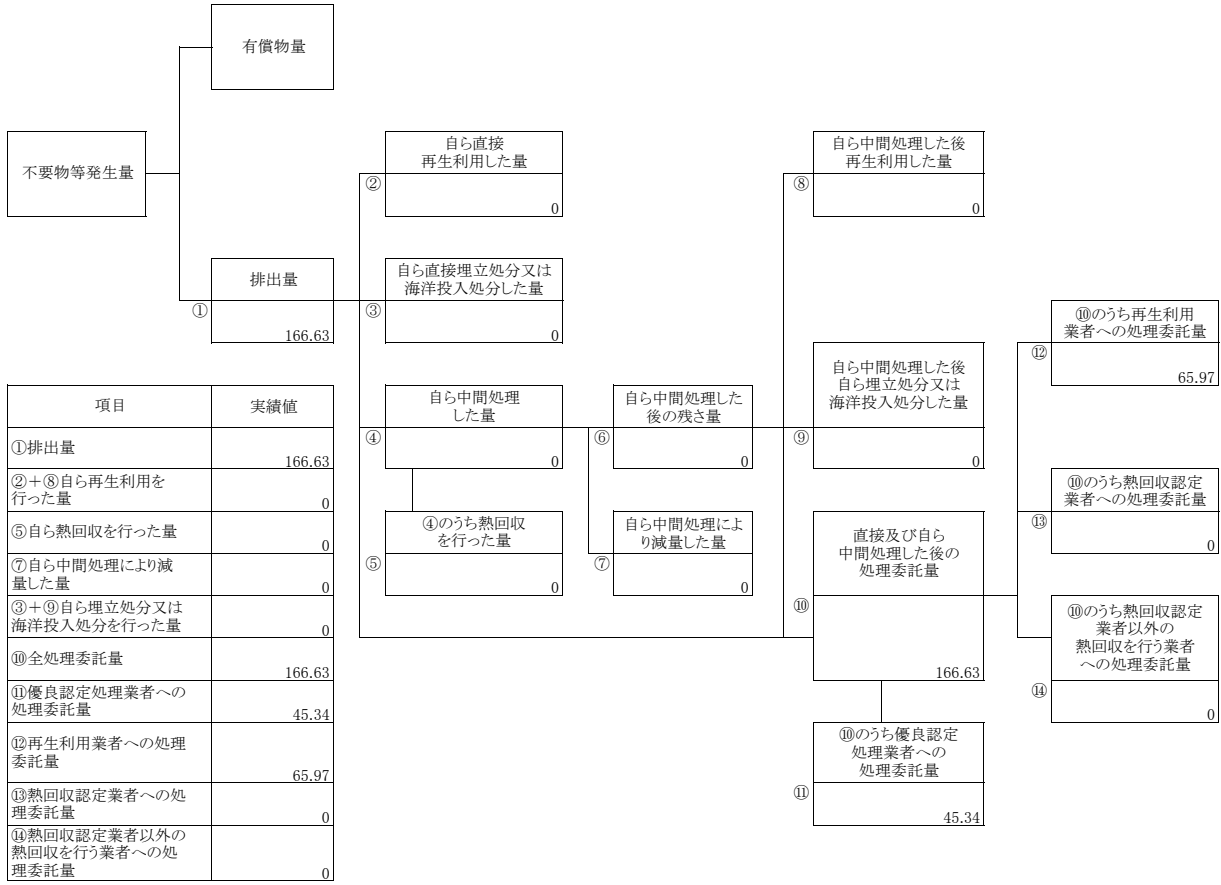 有償物量
不要物等発生量
自ら直接
再生利用した量
②
0
自ら中間処理した後
再生利用した量
⑧
0
排出量
①
166.63
自ら直接埋立処分又は
海洋投入処分した量
③
0
⑩のうち再生利用
業者への処理委託量
⑫
65.97
自ら中間処理
した量
④
0
自ら中間処理した
後の残さ量
⑥
0
自ら中間処理した後
自ら埋立処分又は
海洋投入処分した量
⑨
0
⑩のうち熱回収認定
業者への処理委託量
⑬
0
④のうち熱回収
を行った量
⑤
0
自ら中間処理によ
り減量した量
⑦
0
直接及び自ら
中間処理した後の
処理委託量
⑩
166.63
⑩のうち熱回収認定
業者以外の
熱回収を行う業者
への処理委託量
⑭
0
⑩のうち優良認定
処理業者への
処理委託量
⑪
45.34
項目 実績値
①排出量
166.63
②＋⑧自ら再生利用を
行った量
0
⑤自ら熱回収を行った量
0
⑦自ら中間処理により減
量した量
0
③＋⑨自ら埋立処分又は
海洋投入処分を行った量
0
⑩全処理委託量
166.63
⑪優良認定処理業者への
処理委託量
45.34
⑫再生利用業者への処理
委託量
65.97
⑬熱回収認定業者への処
理委託量
0
⑭熱回収認定業者以外の
熱回収を行う業者への処
理委託量
0